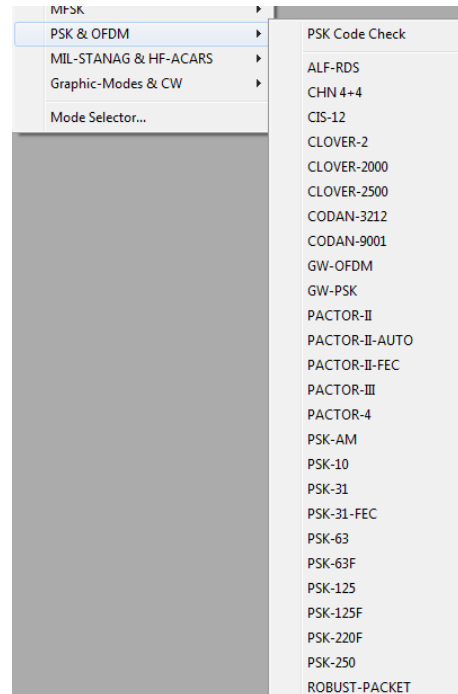 MFSK
PSK & OFDM
MIL-STANAG & HF-ACARS
Graphic-Modes & CW
Mode Selector...
PSK Code Check
ALF-RDS
CHN 4+4
CIS-12
CLOVER-2
CLOVER-2000
CLOVER-2500
CODAN-3212
CODAN-9001
GW-OFDM
GW-PSK
PACTOR-II
PACTOR-II-AUTO
PACTOR-II-FEC
PACTOR-III
PACTOR-4
PSK-AM
PSK-10
PSK-31
PSK-31-FEC
PSK-63
PSK-63F
PSK-125
PSK-125F
PSK-220F
PSK-250
ROBUST-PACKET